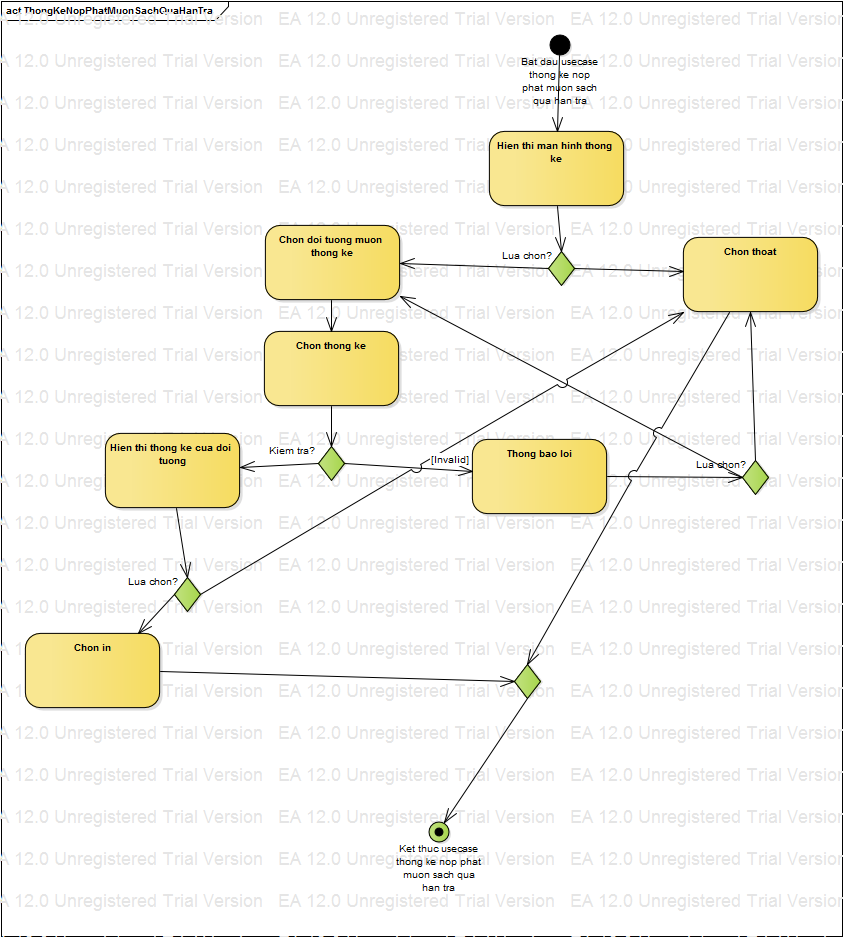 act ThongKeNopPhatMuonSachQuaHanTra
EA 12.0 Unregistered Trial Version
Bat dau usecase
thong ke nop
phat muon sach
qua han tra
Hien thi man hinh thong
ke
Lua chon?
Chon doi tuong muon
thong ke
Chon thoat
Chon thong ke
Kiem tra?
[Invalid]
Hien thi thong ke cua doi
tuong
Thong bao loi
Lua chon?
Lua chon?
Chon in
Ket thuc usecase
thong ke nop phat
muon sach qua
han tra